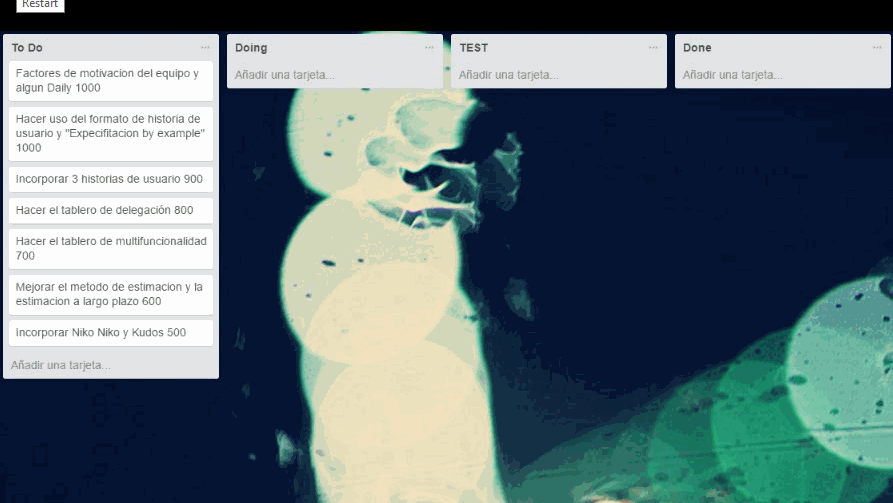 Restart
To Do
Factores de motivacion del equipo y
algun Daily 1000
Hacer uso del formato de historia de
usuario y "Expecifitacion by example"
1000
Incorporar 3 historias de usuario 900
Hacer el tablero de delegación 800
Hacer el tablero de multifuncionalidad
700
Mejorar el metodo de estimacion y la
estimacion a largo plazo 600
Incorporar Niko Niko y Kudos 500
Añadir una tarjeta...
Doing
Añadir una tarjeta...
TEST
Añadir una tarjeta...
Done
Añadir una tarjeta...